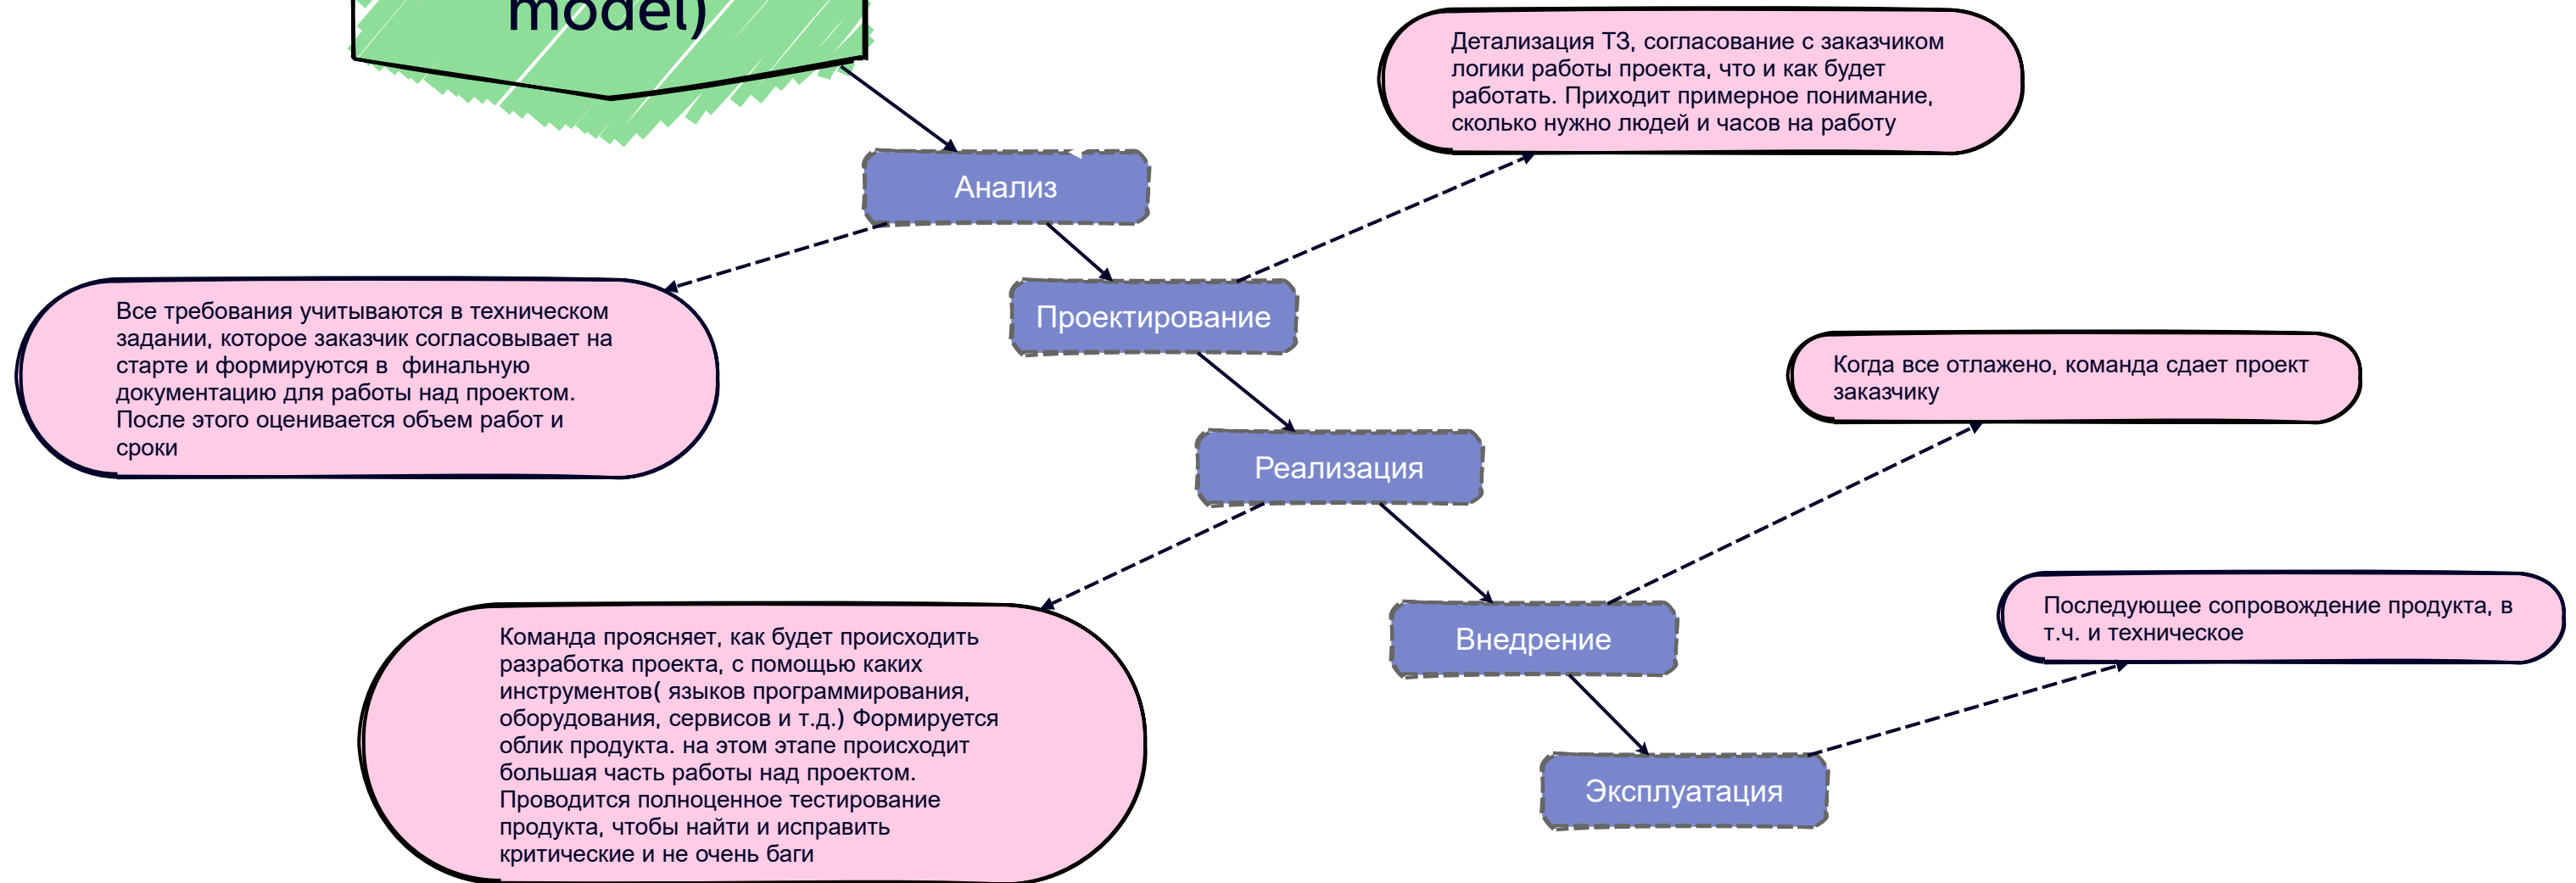 model)
Детализация ТЗ, согласование с заказчиком
логики работы проекта, что и как будет
работать. Приходит примерное понимание,
сколько нужно людей и часов на работу
Анализ
Все требования учитываются в техническом
задании, которое заказчик согласовывает на
старте и формируются в  финальную
документацию для работы над проектом.
После этого оценивается объем работ и
сроки
Проектирование
Когда все отлажено, команда сдает проект
заказчику
Реализация
Последующее сопровождение продукта, в
т.ч. и техническое
Внедрение
Команда проясняет, как будет происходить
разработка проекта, с помощью каких
инструментов( языков программирования,
оборудования, сервисов и т.д.) Формируется
облик продукта. на этом этапе происходит
большая часть работы над проектом.
Проводится полноценное тестирование
продукта, чтобы найти и исправить
критические и не очень баги
Эксплуатация